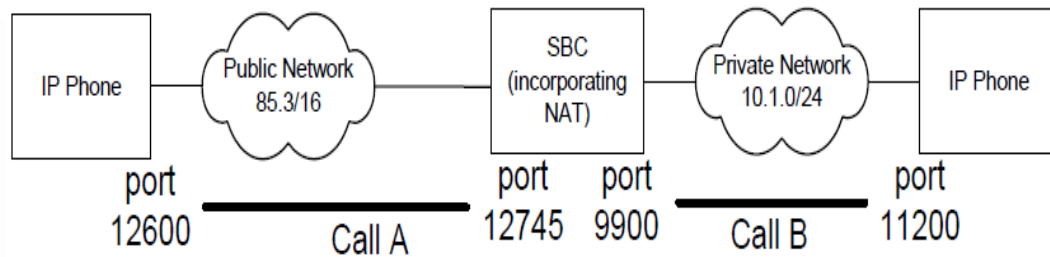 IP Phone
Public Network
85.3/16
SBC
(incorporating
NAT)
Private Network
10.1.0/24
IP Phone
port
12600
Call A
port
12745
port
9900
Call B
port
11200